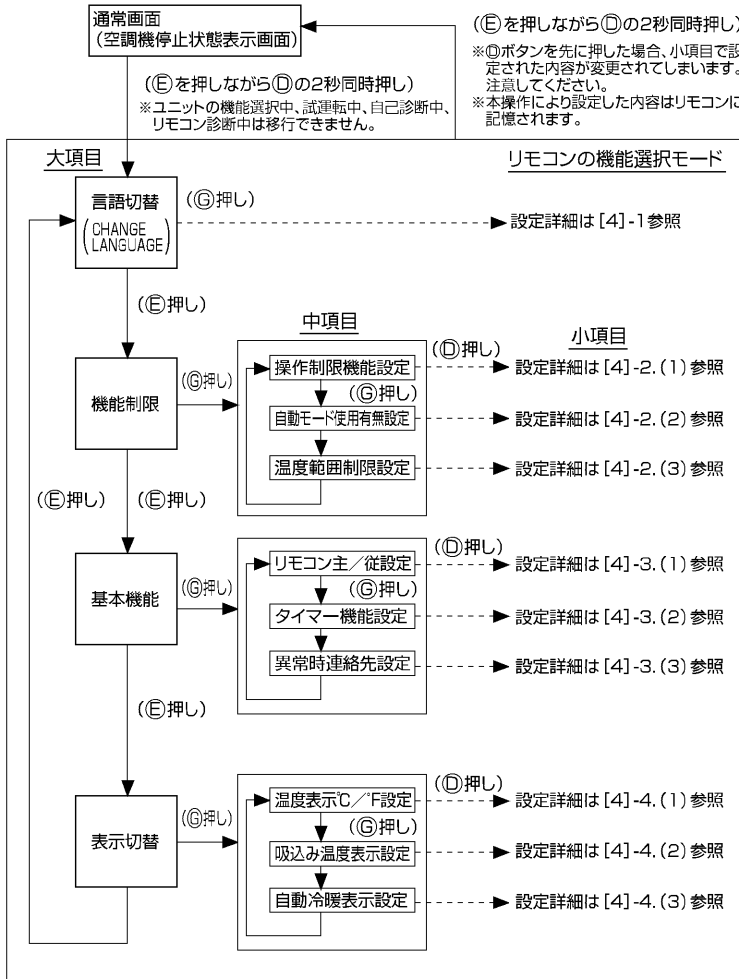 通常画面
(空調機停止状態表示画面)
(Ⓔを押しながらⒹの2秒同時押し)
※Ⓓボタンを先に押した場合、小項目で設
定された内容が変更されてしまいます。
注意してください。
※本操作により設定した内容はリモコンに
記憶されます。
(Ⓔを押しながらⒹの2秒同時押し)
※ユニットの機能選択中、試運転中、自己診断中、
リモコン診断中は移行できません。
大項目
リモコンの機能選択モード
言語切替
(CHANGE
LANGUAGE)
(Ⓖ押し)
設定詳細は[4]-1参照
(Ⓔ押し)
中項目
小項目
機能制限
(Ⓖ押し)
操作制限機能設定
(Ⓓ押し)
設定詳細は[4]-2.(1)参照
(Ⓖ押し)
自動モード使用有無設定
設定詳細は[4]-2.(2)参照
温度範囲制限設定
設定詳細は[4]-2.(3)参照
(Ⓔ押し)
(Ⓔ押し)
基本機能
(Ⓖ押し)
リモコン主/従設定
(Ⓓ押し)
設定詳細は[4]-3.(1)参照
(Ⓖ押し)
タイマー機能設定
設定詳細は[4]-3.(2)参照
異常時連絡先設定
設定詳細は[4]-3.(3)参照
(Ⓔ押し)
表示切替
(Ⓖ押し)
温度表示℃/°F設定
(Ⓓ押し)
設定詳細は[4]-4.(1)参照
(Ⓖ押し)
吸込み温度表示設定
設定詳細は[4]-4.(2)参照
自動冷暖表示設定
設定詳細は[4]-4.(3)参照